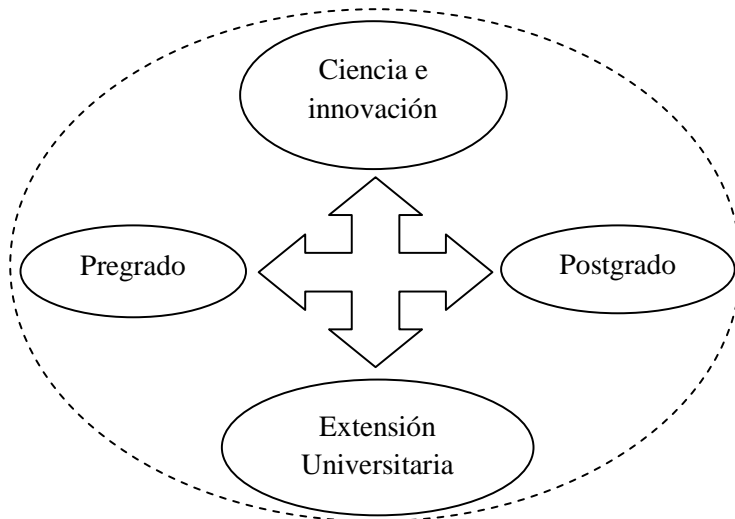 Ciencia e
innovación
Pregrado
Postgrado
Extensión
Universitaria